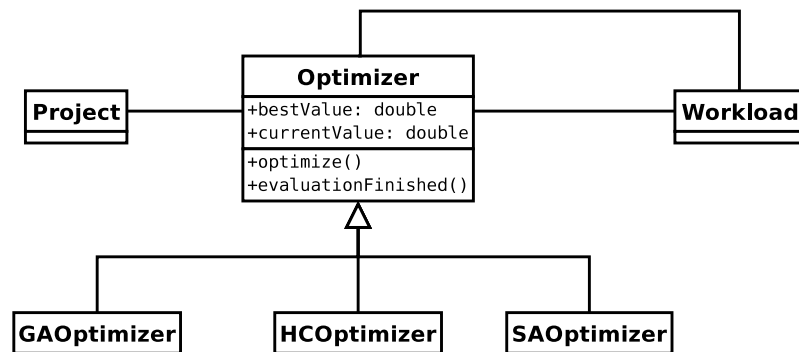 Optimizer
Project
+bestValue: double
Workload
+currentValue: double
+optimize()
+evaluationFinished()
GAOptimizer
HCOptimizer
SAOptimizer